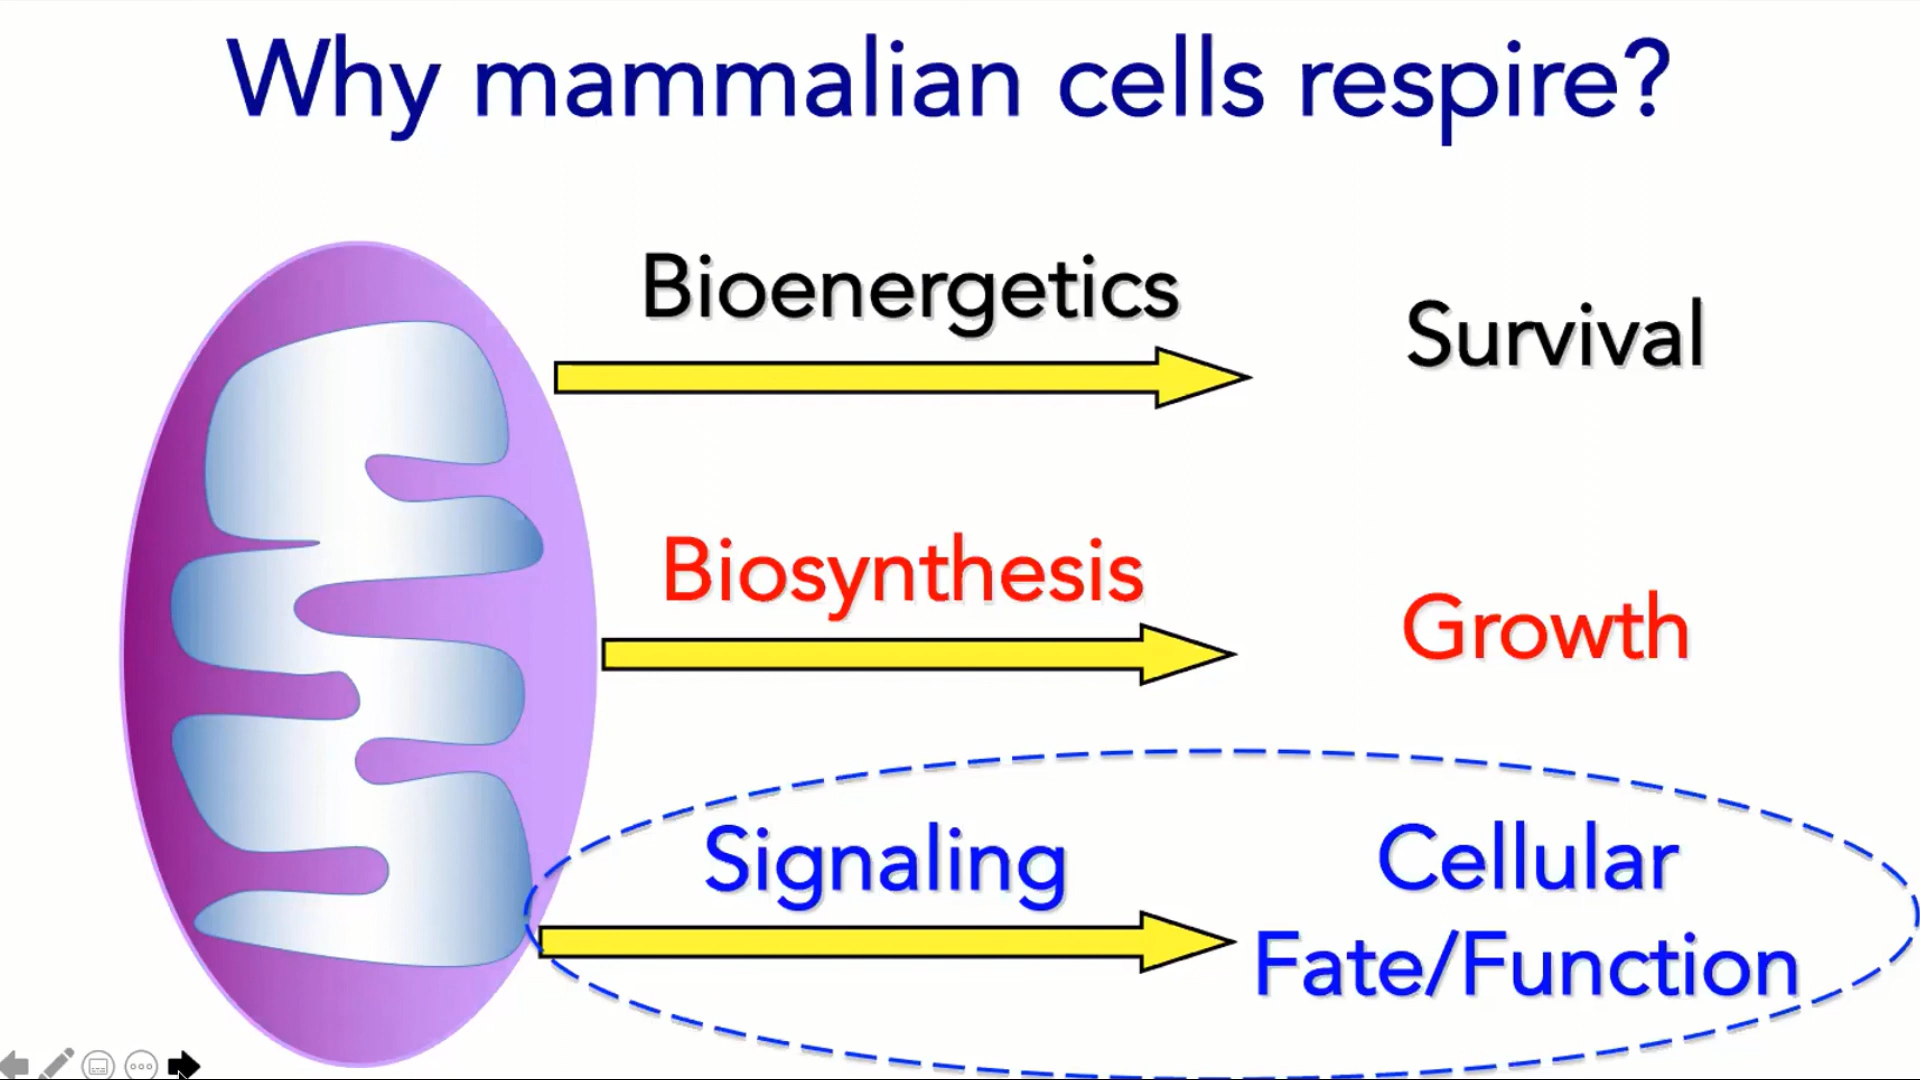 Why mammalian cells respire?
Bioenergetics
Survival
Biosynthesis
Growth
Signaling
Cellular
Fate/Function